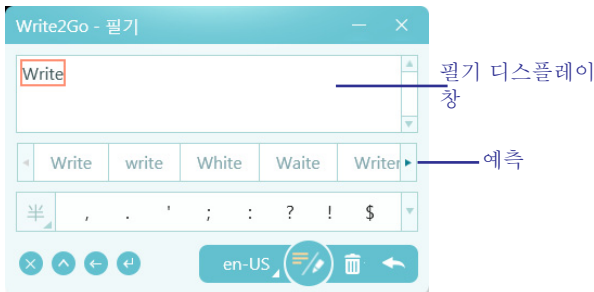 Write2Go - 필기
Write
필기 디스플레이
창
Write write White Waite Writer
예측
半 , . ' ; : ? ! $
en-US